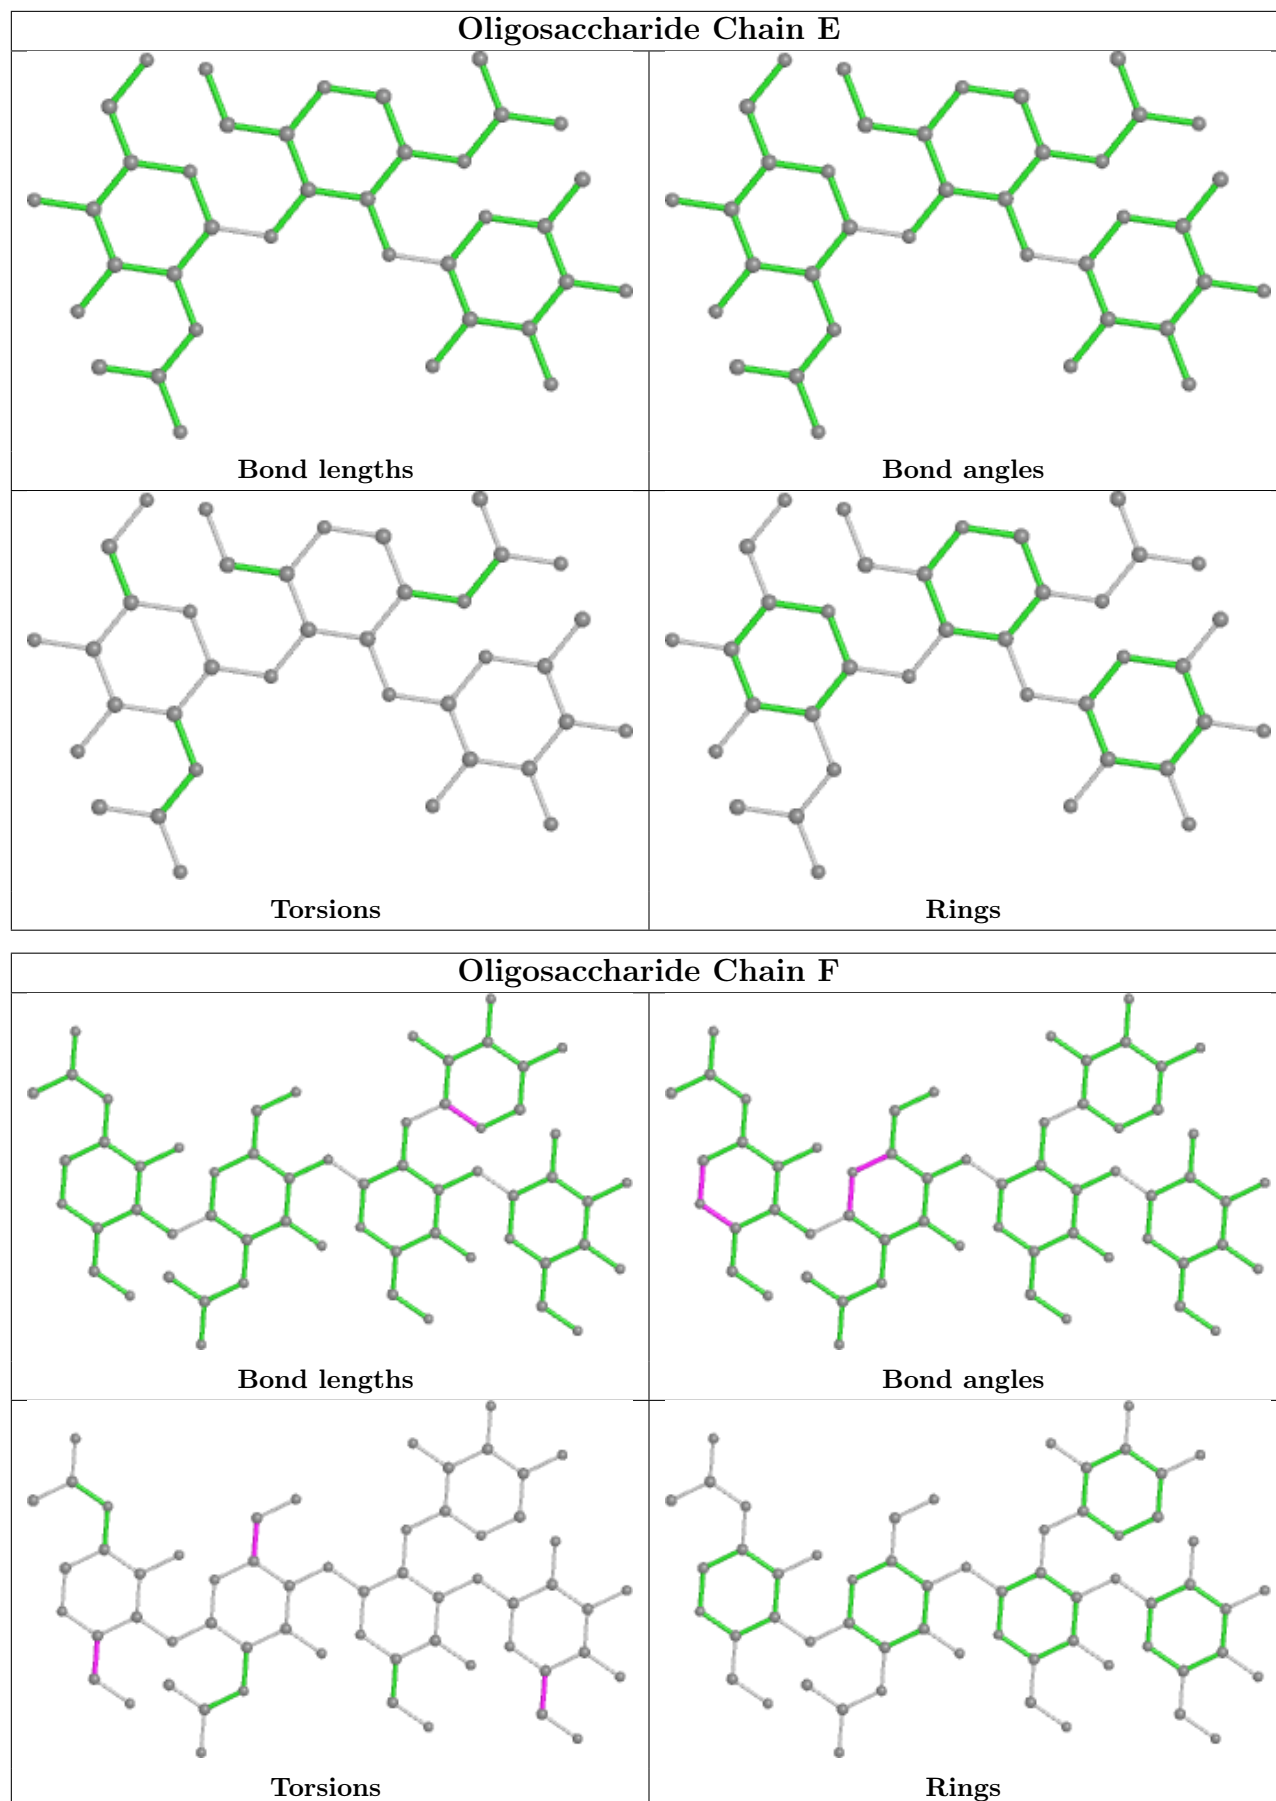 Oligosaccharide Chain E
Bond lengths
Bond angles
Torsions
Rings
Oligosaccharide Chain F
Bond lengths
Bond angles
Torsions
Rings